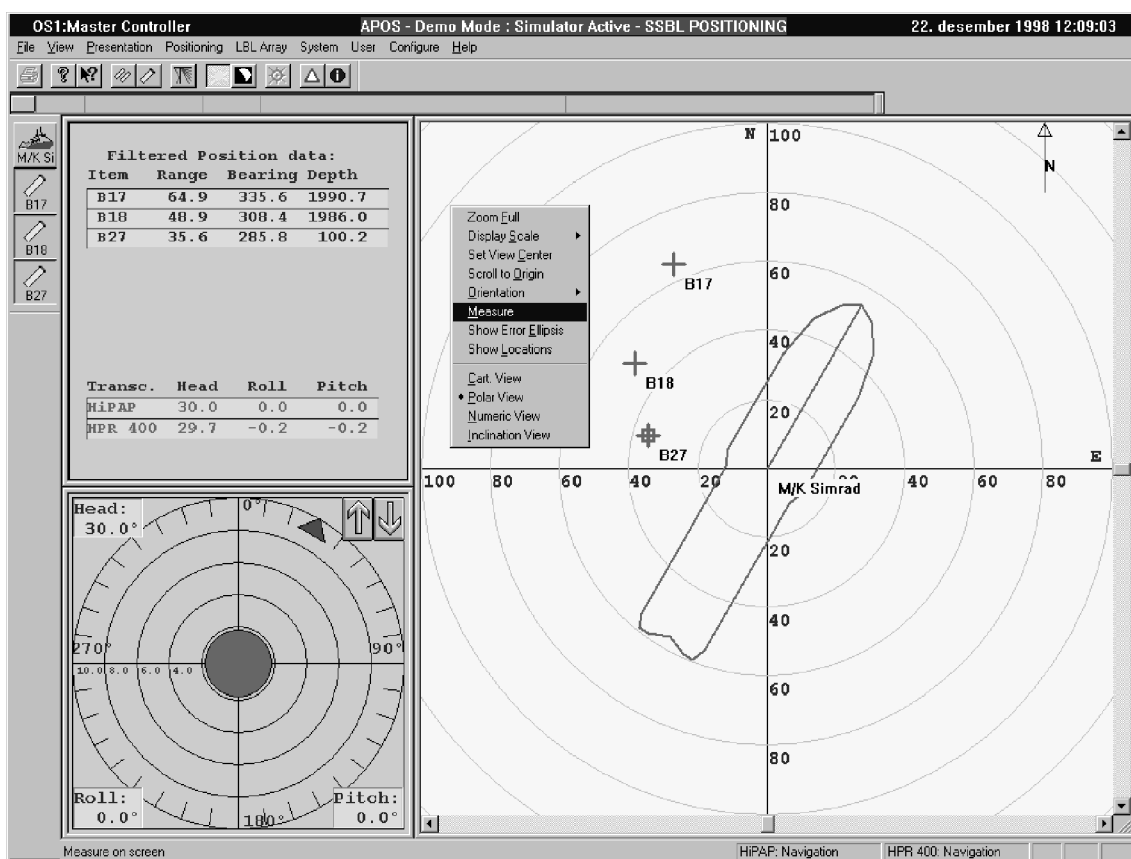 OS1:Master Controller APOS - Demo Mode : Simulator Active - SSBL POSITIONING 22. desember 1998 12:09:03
File View Presentation Positioning LBL Array System User Configure Help
M/K Si
B17
B18
B27
Filtered Position data:
Item Range Bearing Depth
B17 64.9 335.6 1990.7
B18 48.9 308.4 1986.0
B27 35.6 285.8 100.2
Transc. Head Roll Pitch
HiPAP 30.0 0.0 0.0
HPR 400 29.7 -0.2 -0.2
Head:
30.0°
0°
270°
90°
10.0 8.0 6.0 4.0
Roll:
0.0°
180°
Pitch:
0.0°
Zoom Full
Display Scale
Set View Center
Scroll to Origin
Orientation
Measure
Show Error Ellipsis
Show Locations
Cart. View
Polar View
Numeric View
Inclination View
N 100
N
80
60
B17
40
B18
20
B27
E
100 80 60 40 20 40 60 80
M/K Simrad
20
40
60
80
Measure on screen HiPAP: Navigation HPR 400: Navigation